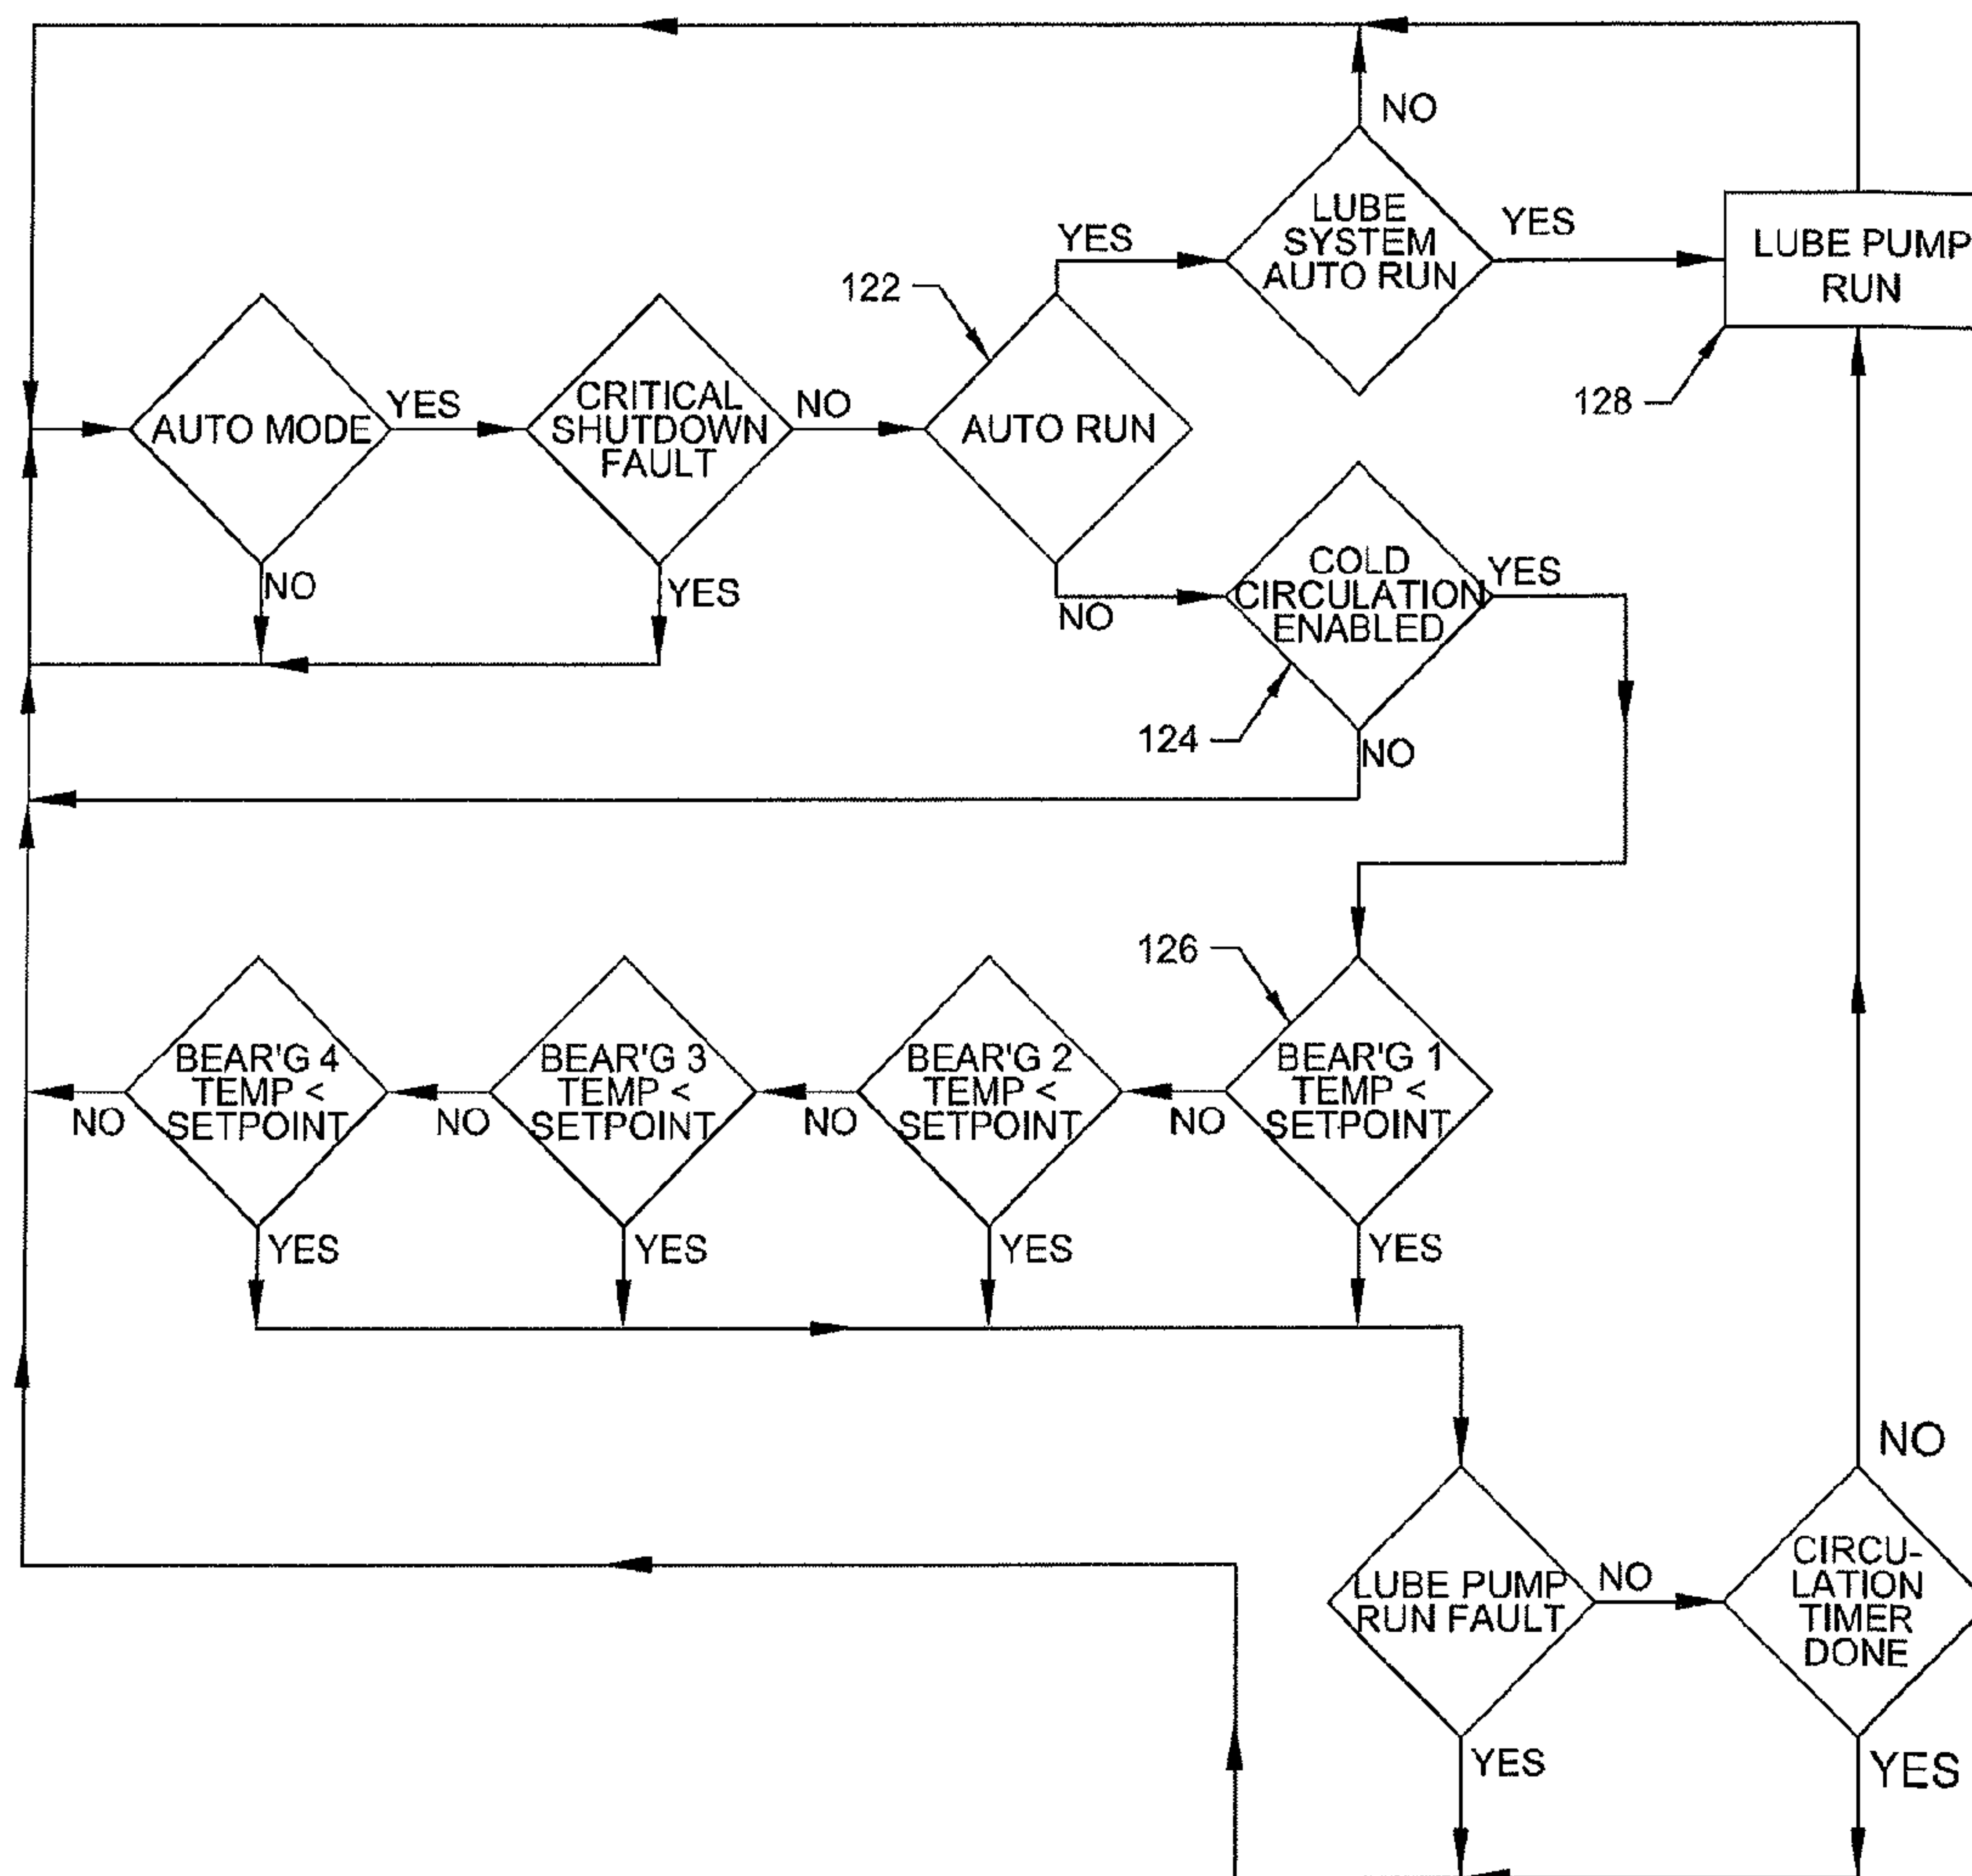 NO
LUBE
SYSTEM
AUTO RUN
YES
YES
LUBE PUMP
RUN
122
128
AUTO MODE
YES
CRITICAL
SHUTDOWN
FAULT
NO
AUTO RUN
NO
YES
NO
COLD
CIRCULATION
ENABLED
YES
124
NO
126
BEAR'G 4
TEMP <
SETPOINT
NO
BEAR'G 3
TEMP <
SETPOINT
NO
BEAR'G 2
TEMP <
SETPOINT
NO
BEAR'G 1
TEMP <
SETPOINT
NO
YES
YES
YES
YES
NO
LUBE PUMP
RUN FAULT
NO
CIRCU-
LATION
TIMER
DONE
YES
YES